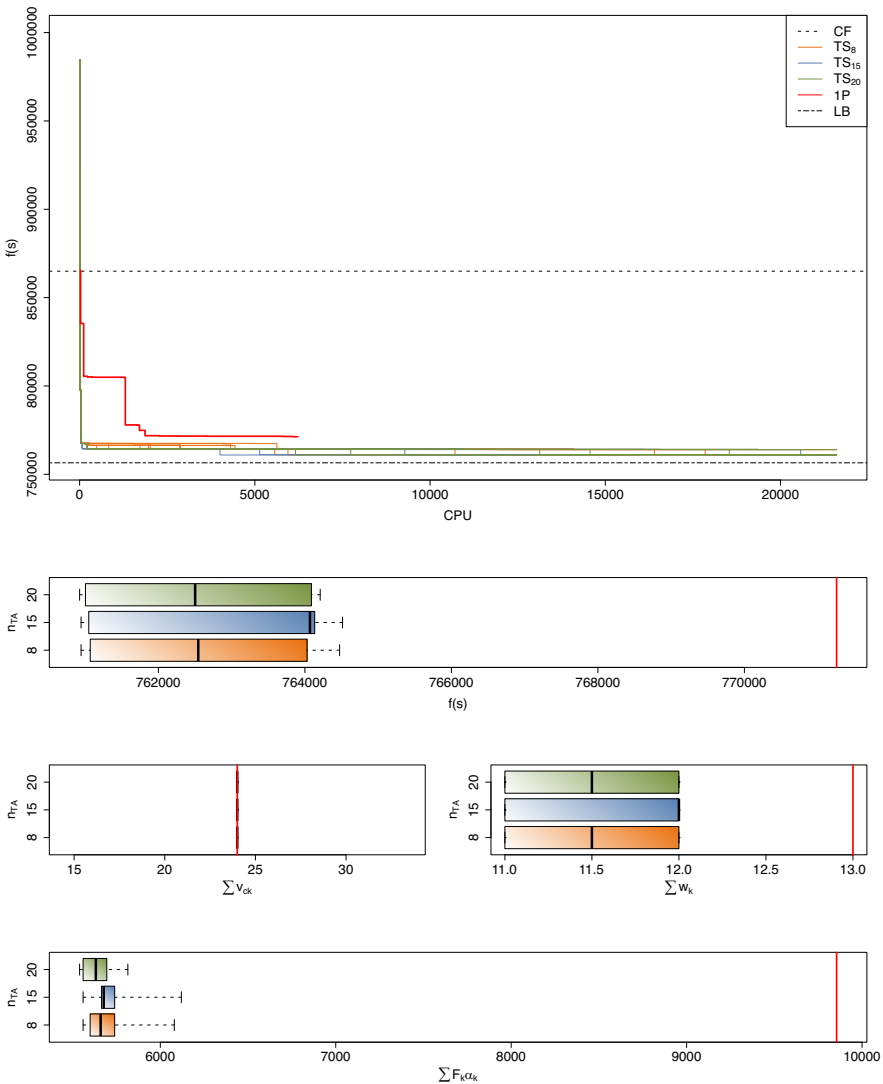 CF
TS8
TS15
TS20
1P
LB
f(s)
1000000
950000
900000
850000
800000
750000
0 5000 10000 15000 20000
CPU
nTA
20
15
8
762000 764000 766000 768000 770000
f(s)
nTA
20
15
8
15 20 25 30
∑ vck
nTA
20
15
8
11.0 11.5 12.0 12.5 13.0
∑ wk
nTA
20
15
8
6000 7000 8000 9000 10000
∑ Fkαk